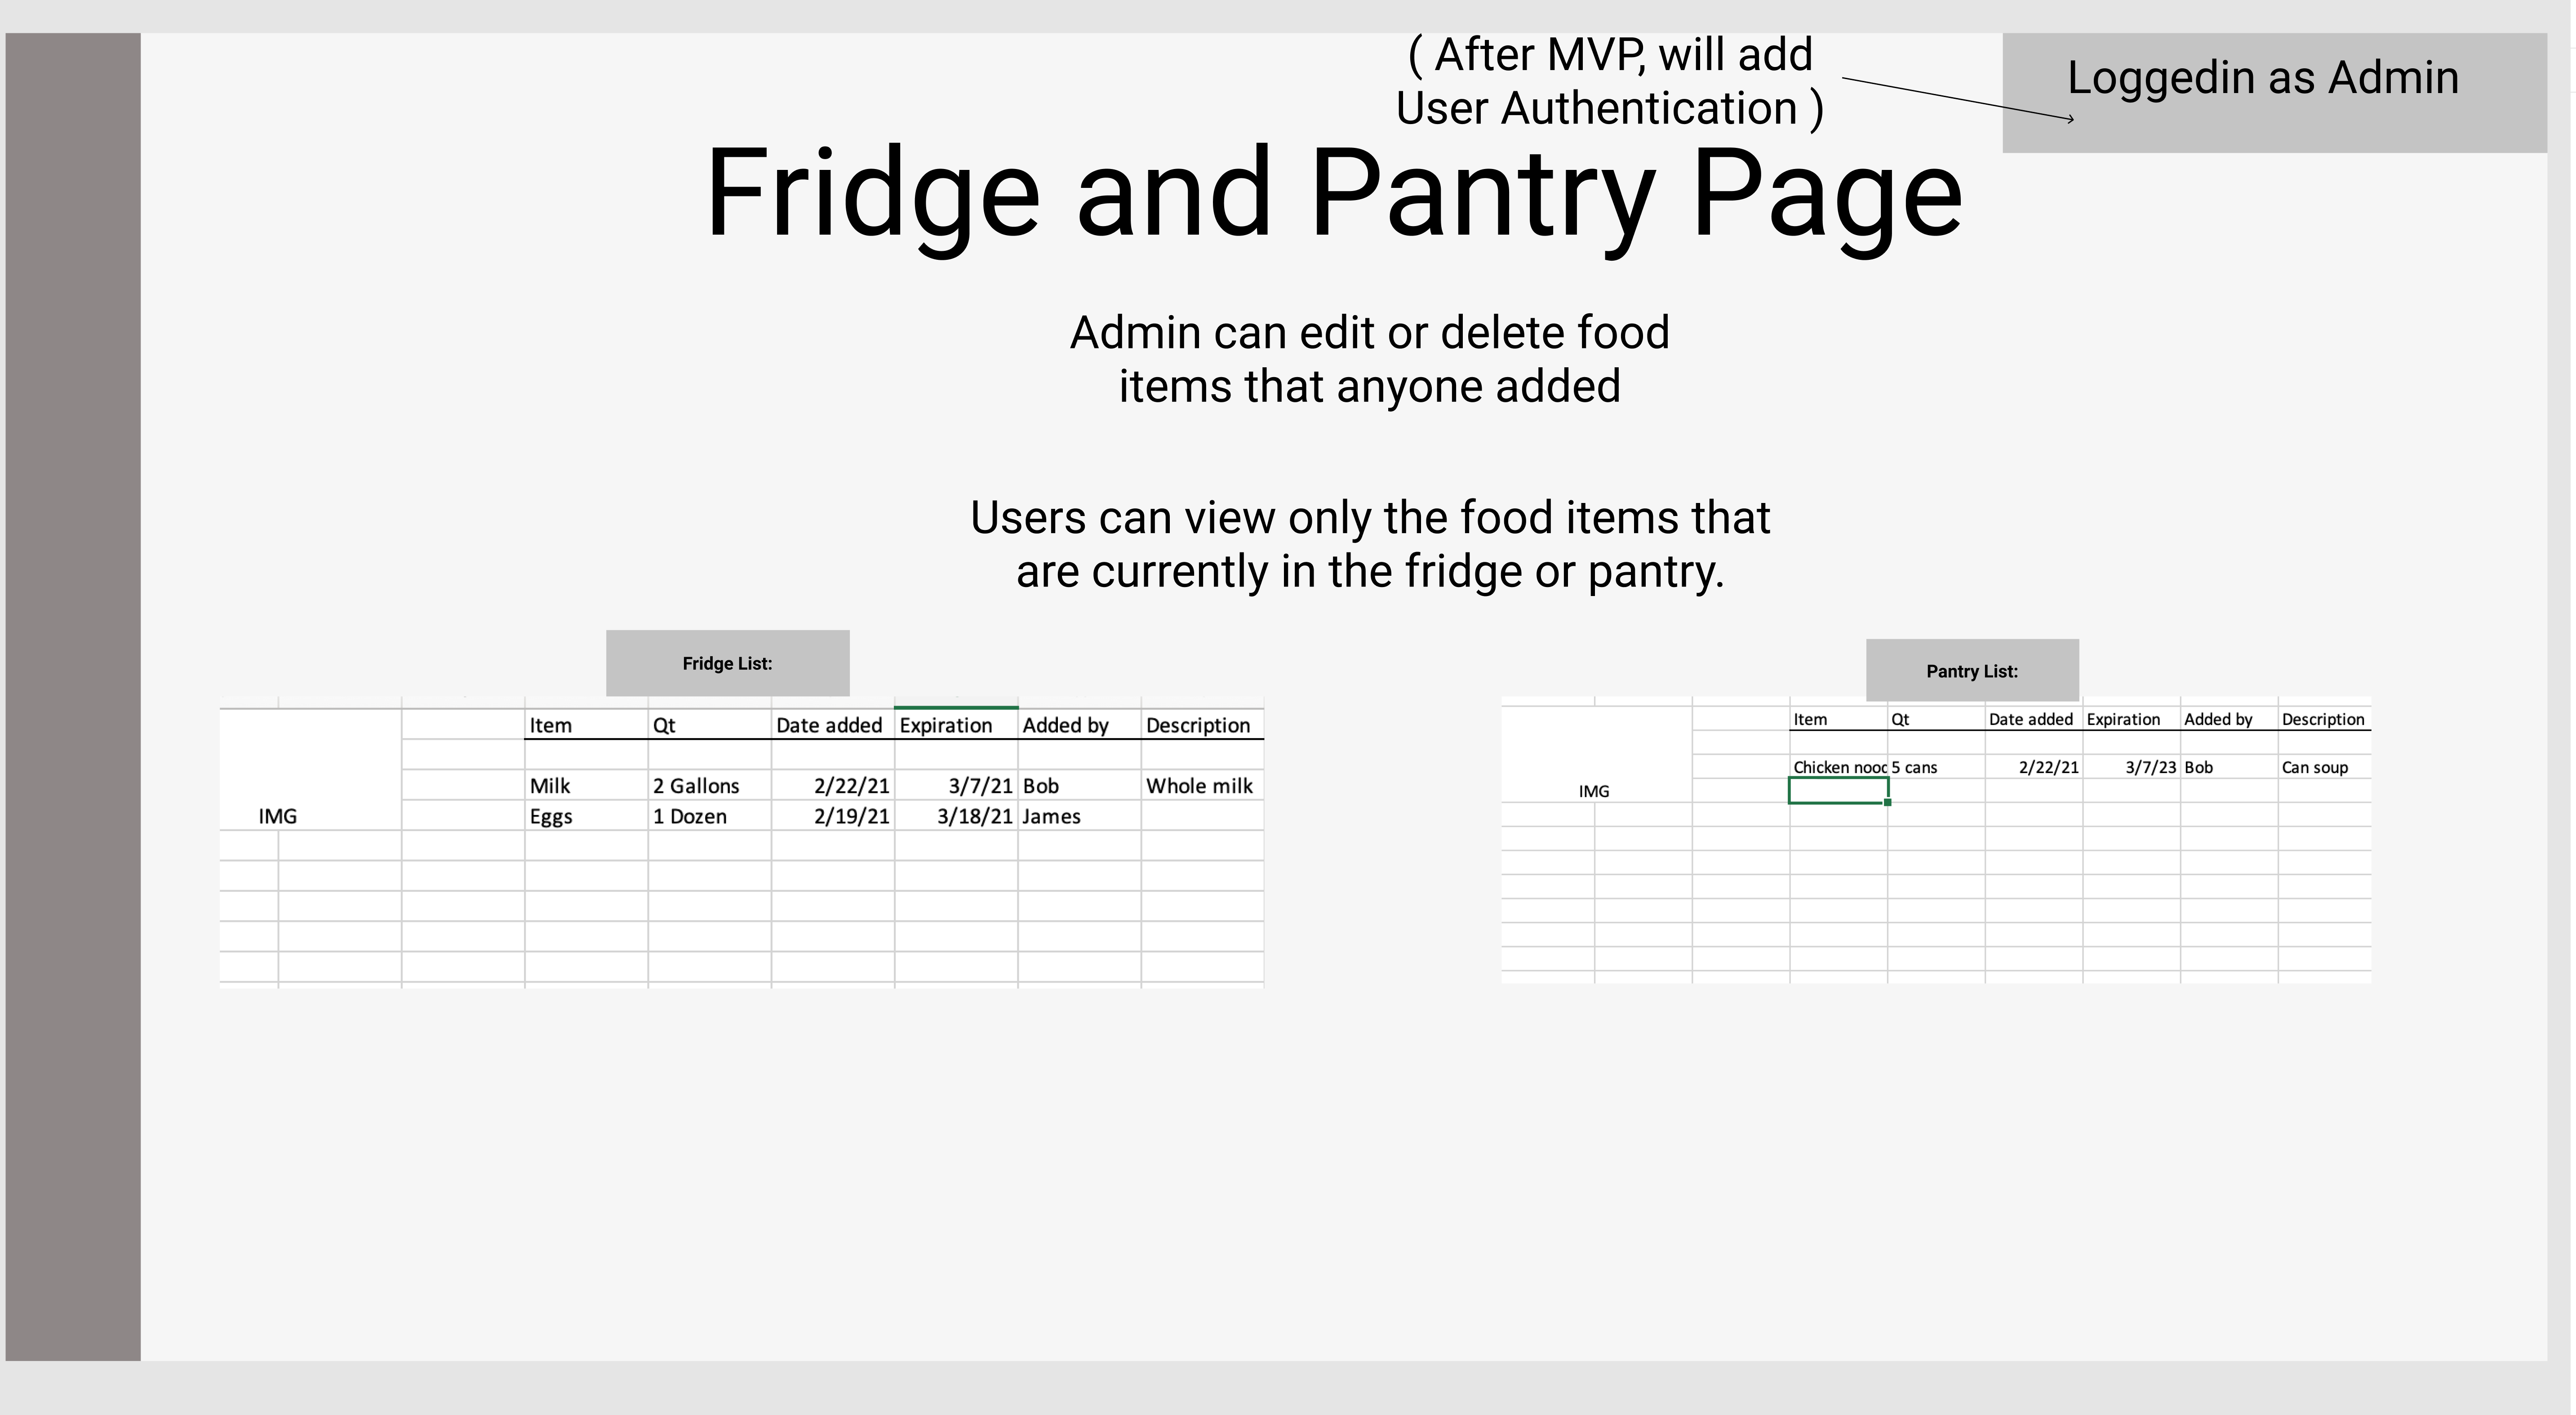 ( After MVP, will add
User Authentication )
Loggedin as Admin
Fridge and Pantry Page
Admin can edit or delete food
items that anyone added
Users can view only the food items that
are currently in the fridge or pantry.
Fridge List:
Item Qt Date added Expiration Added by Description
Milk 2 Gallons 2/22/21 3/7/21 Bob Whole milk
IMG Eggs 1 Dozen 2/19/21 3/18/21 James
Pantry List:
Item Qt Date added Expiration Added by Description
Chicken nood 5 cans 2/22/21 3/7/23 Bob Can soup
IMG